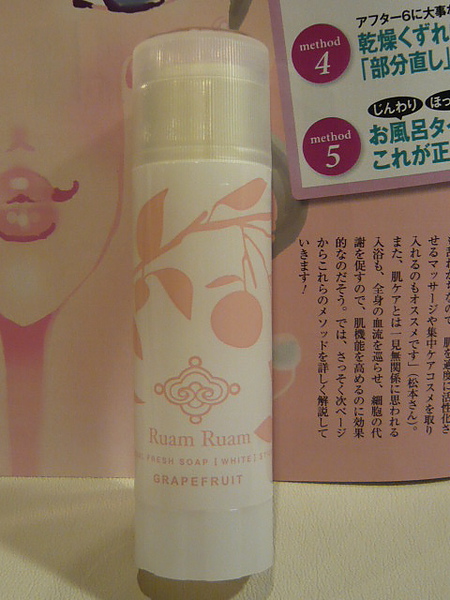 アフター6に大事な
method
4
乾燥くずれ
「部分直し」
じんわり
method
5
お風呂タイ
これが正
せるマッサージや集中ケアコスメを取り
入れるのもオススメです」(松本さん)。
また、肌ケアとは一見無関係に思われる
入浴も、全身の血流を巡らせ、細胞の代
謝を促すので、肌機能を高めるのに効果
的なのだそう。では、さっそく次ページ
からこれらのメソッドを詳しく解説して
いきます!
Ruam Ruam
FRESH SOAP [ WHITE ]
GRAPEFRUIT